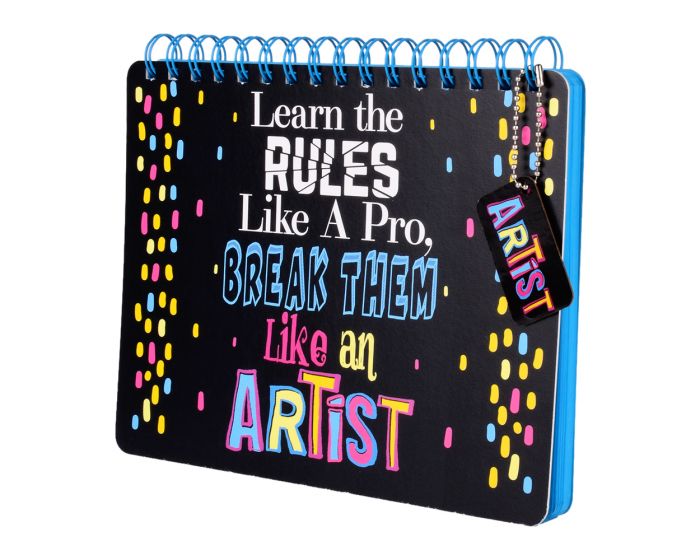 Learn the
RULES
Like A Pro,
BREAK THEM
Like an
ARTIST
ARTIST